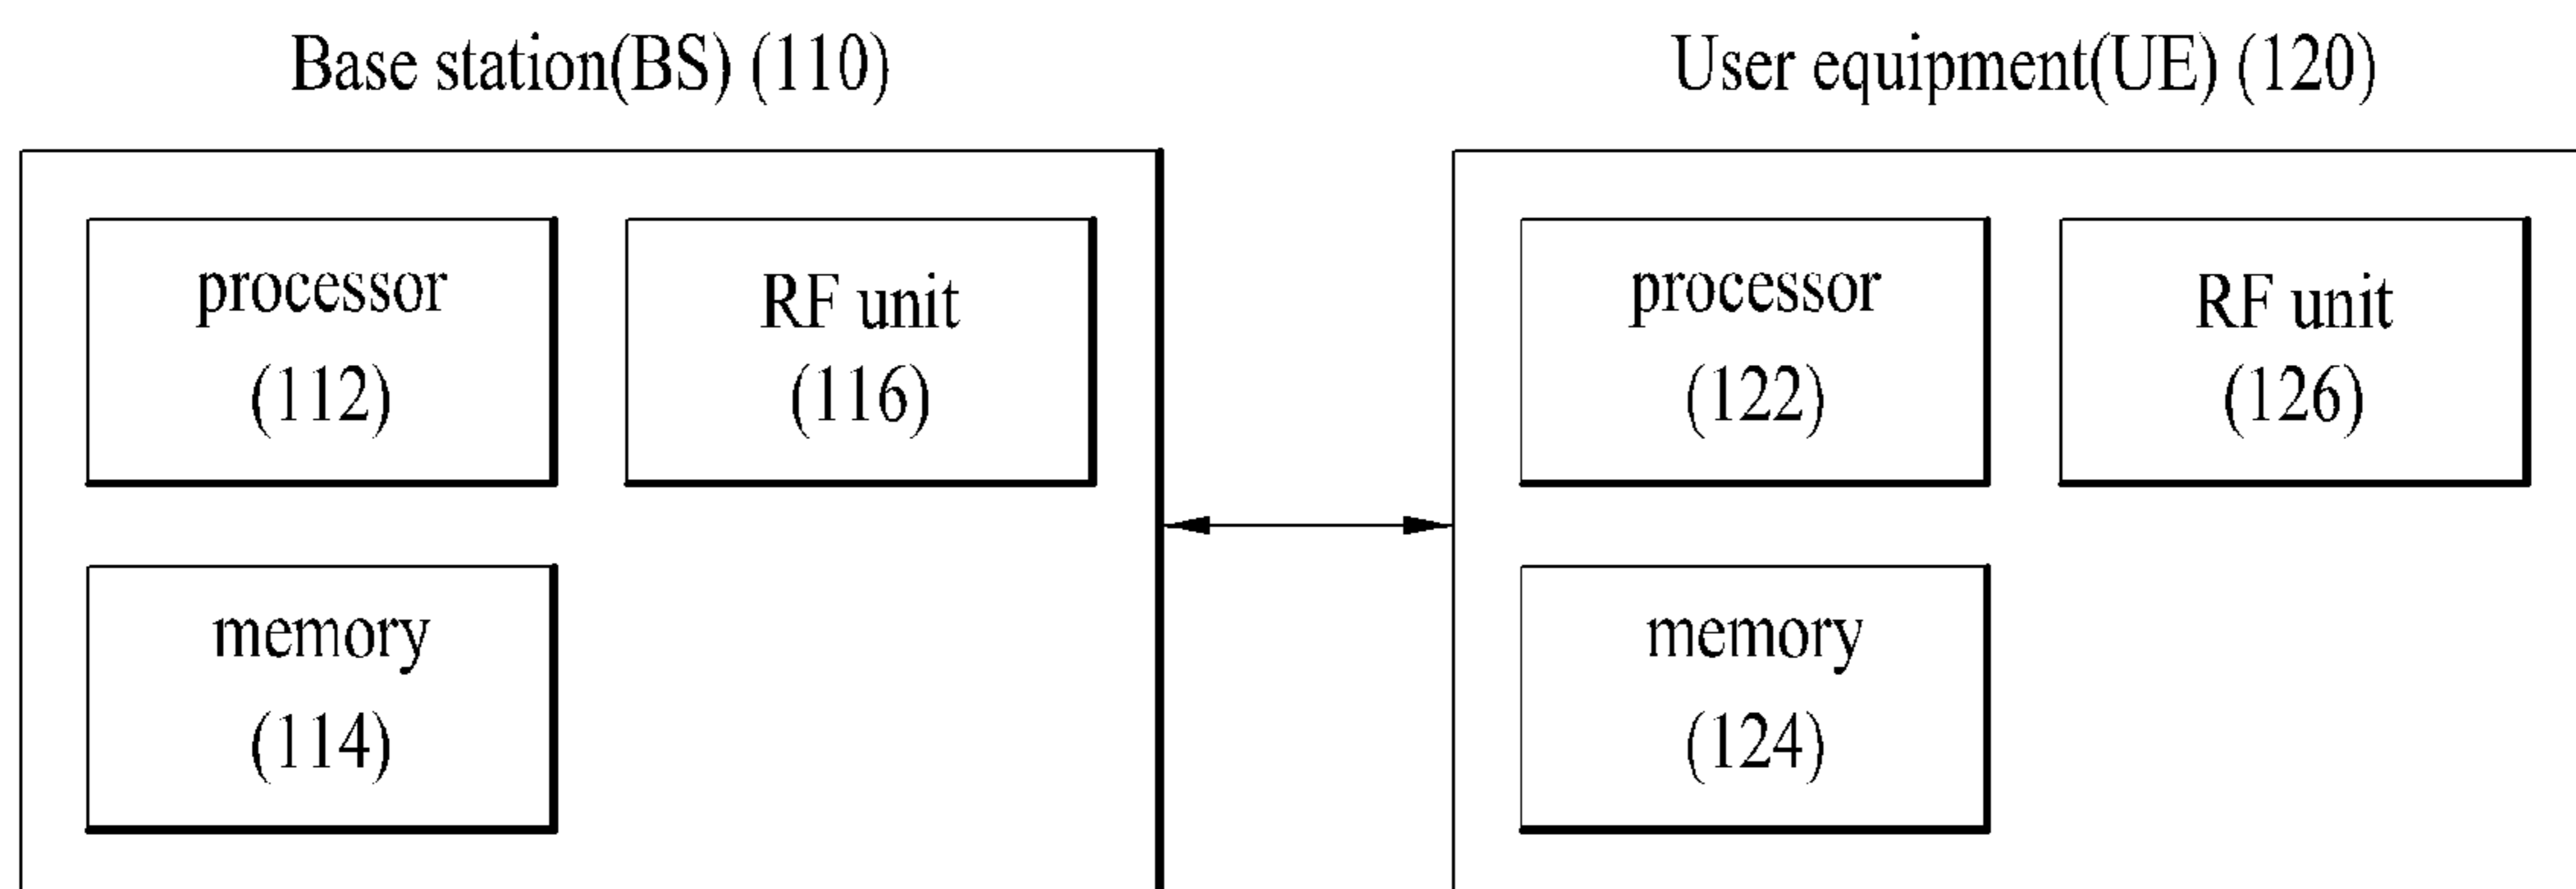 Base station(BS) (110)
processor
(112)
RF unit
(116)
memory
(114)
User equipment(UE) (120)
processor
(122)
RF unit
(126)
memory
(124)